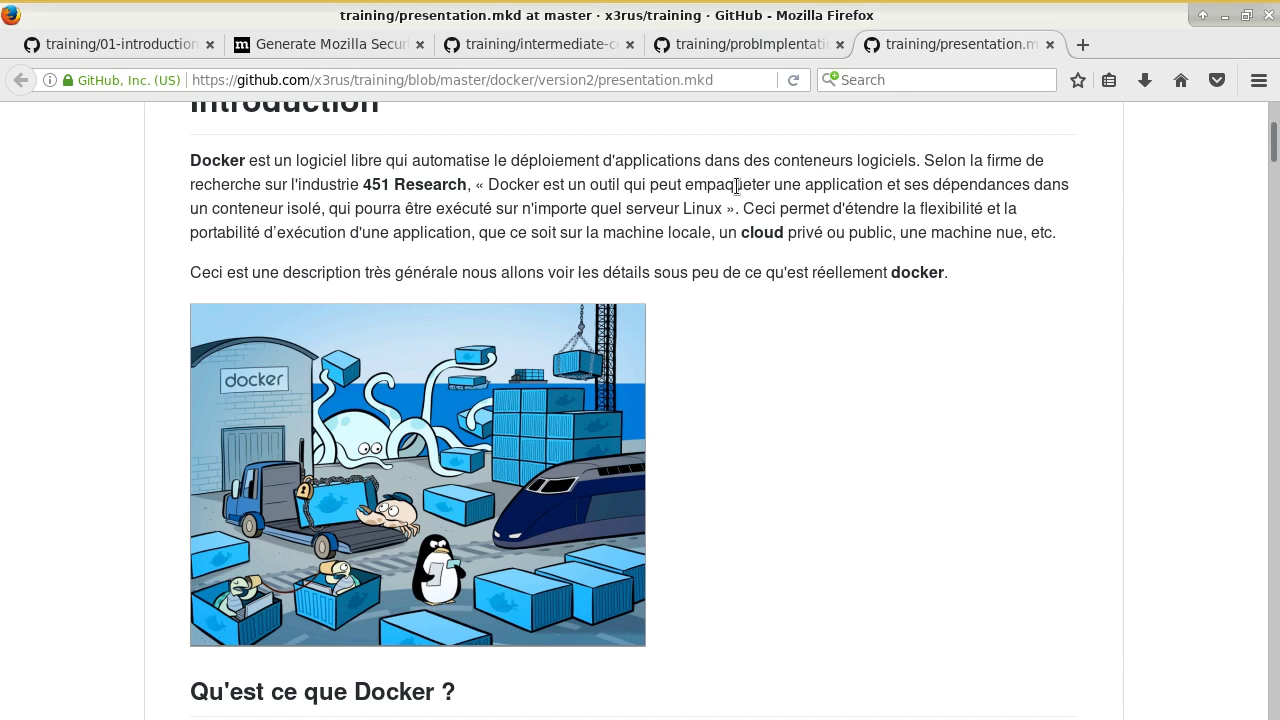 training/presentation.mkd at master · x3rus/training · GitHub - Mozilla Firefox
training/01-introduction
Generate Mozilla Secur
training/intermediate-c
training/probImplentati
training/presentation.m
GitHub, Inc. (US)
https://github.com/x3rus/training/blob/master/docker/version2/presentation.mkd
Search
Introduction
Docker est un logiciel libre qui automatise le déploiement d'applications dans des conteneurs logiciels. Selon la firme de
recherche sur l'industrie 451 Research, « Docker est un outil qui peut empaqueter une application et ses dépendances dans
un conteneur isolé, qui pourra être exécuté sur n'importe quel serveur Linux ». Ceci permet d'étendre la flexibilité et la
portabilité d’exécution d'une application, que ce soit sur la machine locale, un cloud privé ou public, une machine nue, etc.
Ceci est une description très générale nous allons voir les détails sous peu de ce qu'est réellement docker.
docker
Qu'est ce que Docker ?